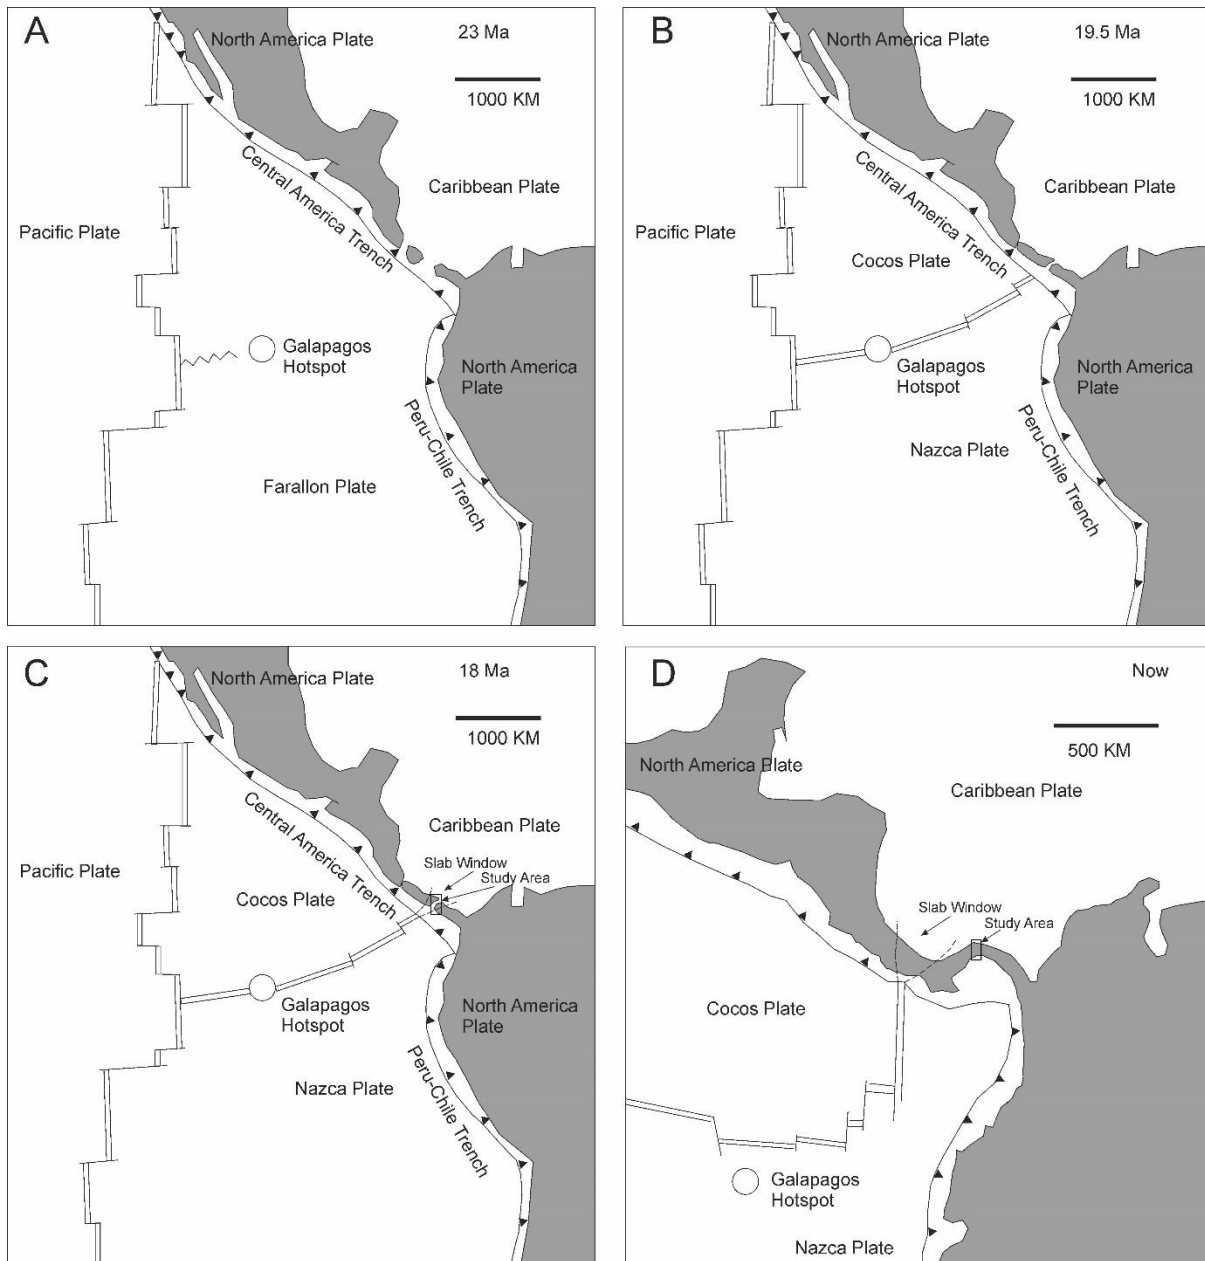 A
North America Plate
23 Ma
1000 KM
Central America Trench
Caribbean Plate
Pacific Plate
Galapagos
Hotspot
North America
Plate
Peru-Chile Trench
Farallon Plate
B
North America Plate
19.5 Ma
1000 KM
Central America Trench
Caribbean Plate
Pacific Plate
Cocos Plate
Galapagos
Hotspot
North America
Plate
Peru-Chile Trench
Nazca Plate
C
North America Plate
18 Ma
1000 KM
Central America Trench
Caribbean Plate
Slab Window
Study Area
Pacific Plate
Cocos Plate
Galapagos
Hotspot
North America
Plate
Peru-Chile Trench
Nazca Plate
D
Now
500 KM
North America Plate
Caribbean Plate
Slab Window
Study Area
Cocos Plate
Galapagos
Hotspot
Nazca Plate